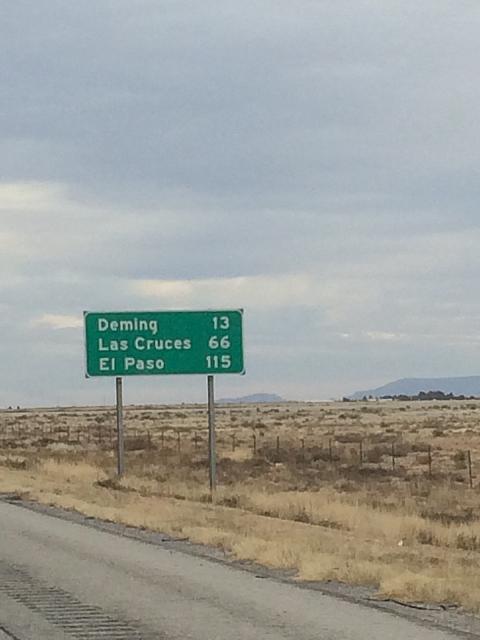 Deming 13
Las Cruces 66
El Paso 115